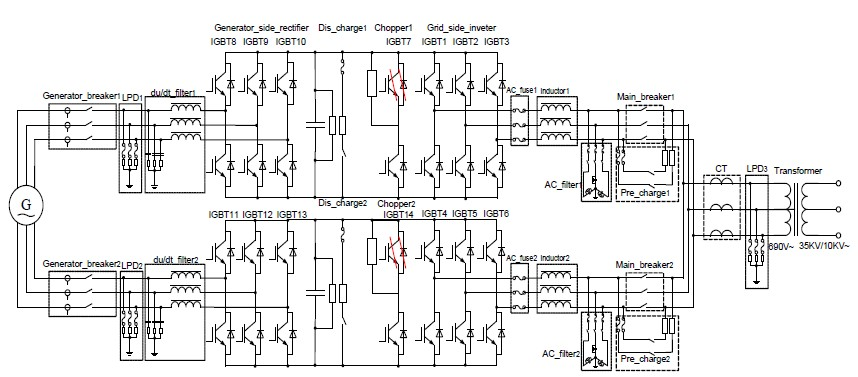 Generator_side_rectifier Dis_charge1 Chopper1 Grid_side_inveter
IGBT8 IGBT9 IGBT10 IGBT7 IGBT1 IGBT2 IGBT3
Generator_breaker1 LPD1 du/dt_filter1 AC_fuse1 Inductor1 Main_breaker1
AC_filter1 Pre_charge1
CT LPD3 Transformer
G
690V~ 35KV/10KV~
Dis_charge2 Chopper2
IGBT11 IGBT12 IGBT13 IGBT14 IGBT4 IGBT5 IGBT6
Generator_breaker2 LPD2 du/dt_filter2 AC_fuse2 Inductor2 Main_breaker2
AC_filter2 Pre_charge2